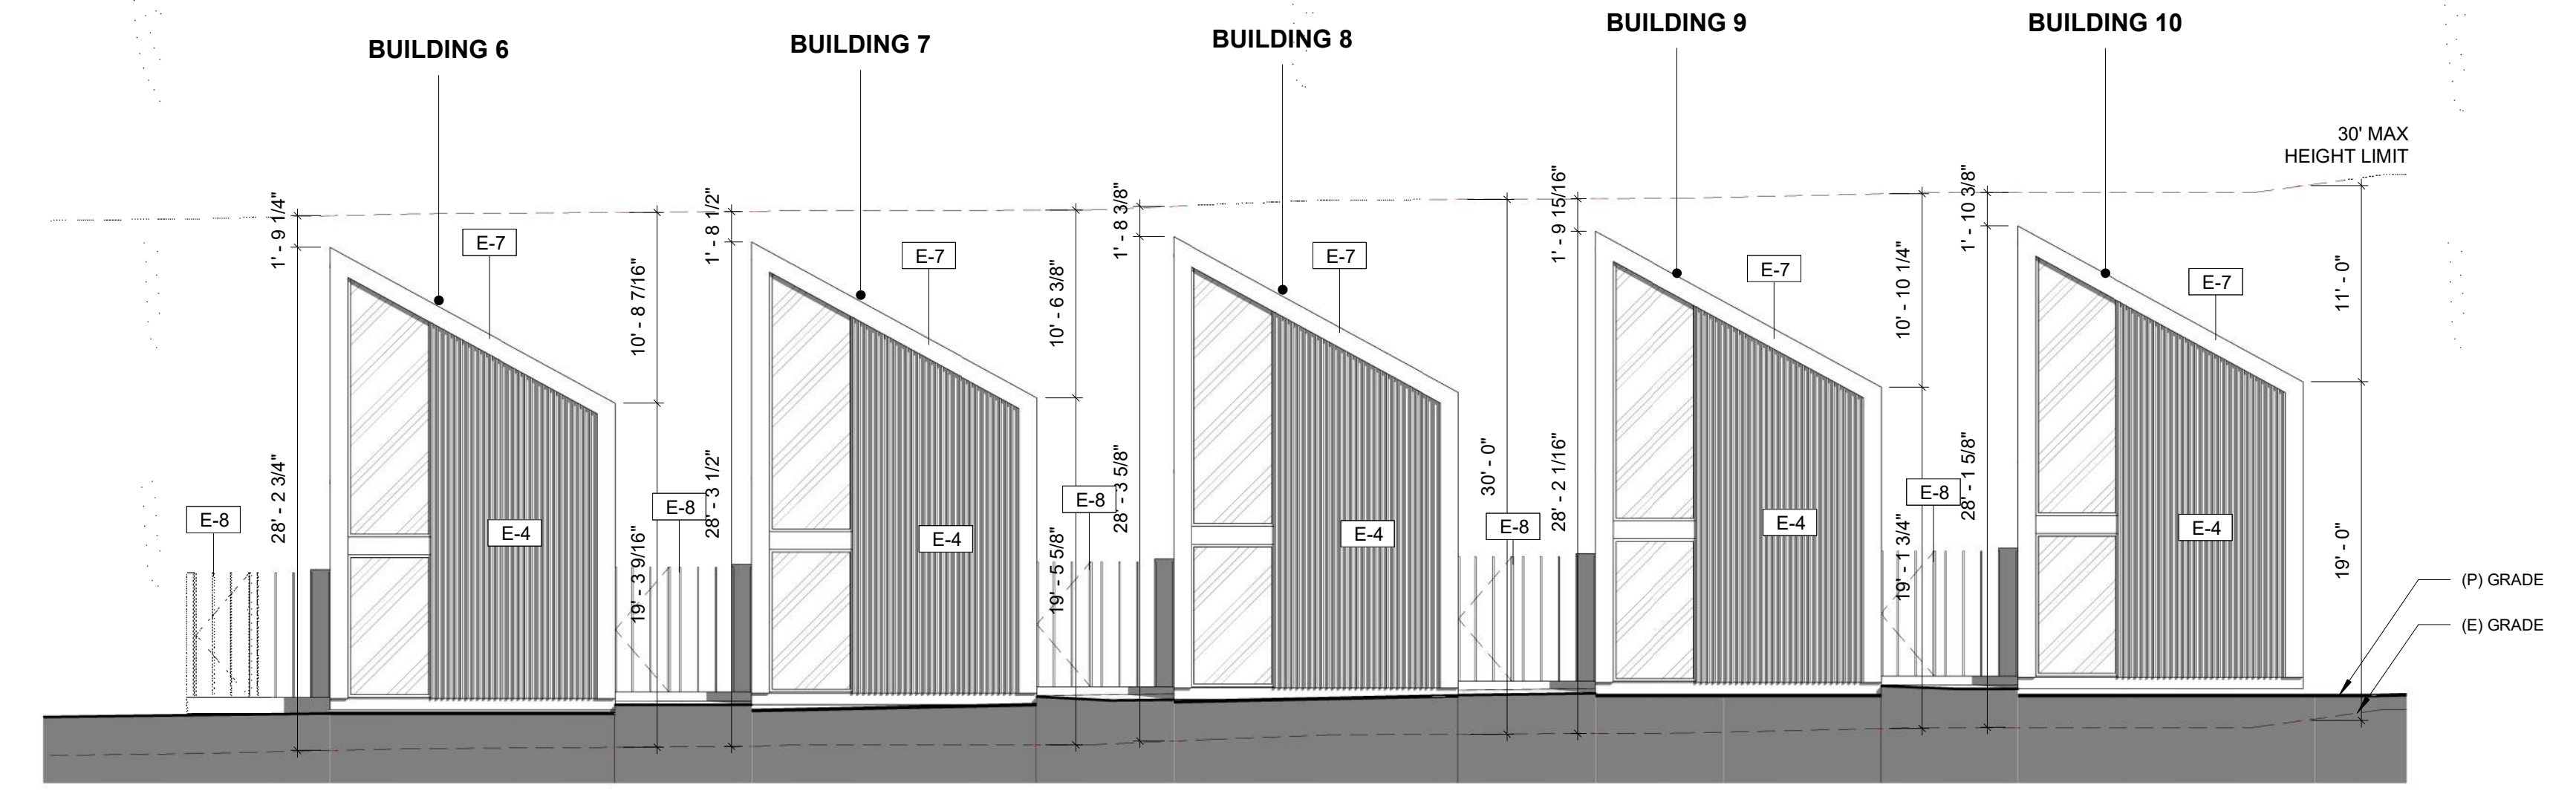 BUILDING 6
BUILDING 7
BUILDING 8
BUILDING 9
BUILDING 10
30' MAX
HEIGHT LIMIT
1' - 9 1/4"
1' - 8 1/2"
1' - 8 3/8"
1' - 9 15/16"
1' - 10 3/8"
E-7
E-7
E-7
E-7
E-7
10' - 8 7/16"
10' - 6 3/8"
10' - 10 1/4"
11' - 0"
28' - 2 3/4"
28' - 3 1/2"
28' - 3 5/8"
30' - 0"
28' - 2 1/16"
28' - 1 5/8"
E-8
E-8
E-8
E-8
E-8
E-4
E-4
E-4
E-4
E-4
19' - 3 9/16"
19' - 5 5/8"
19' - 1 3/4"
19' - 0"
(P) GRADE
(E) GRADE